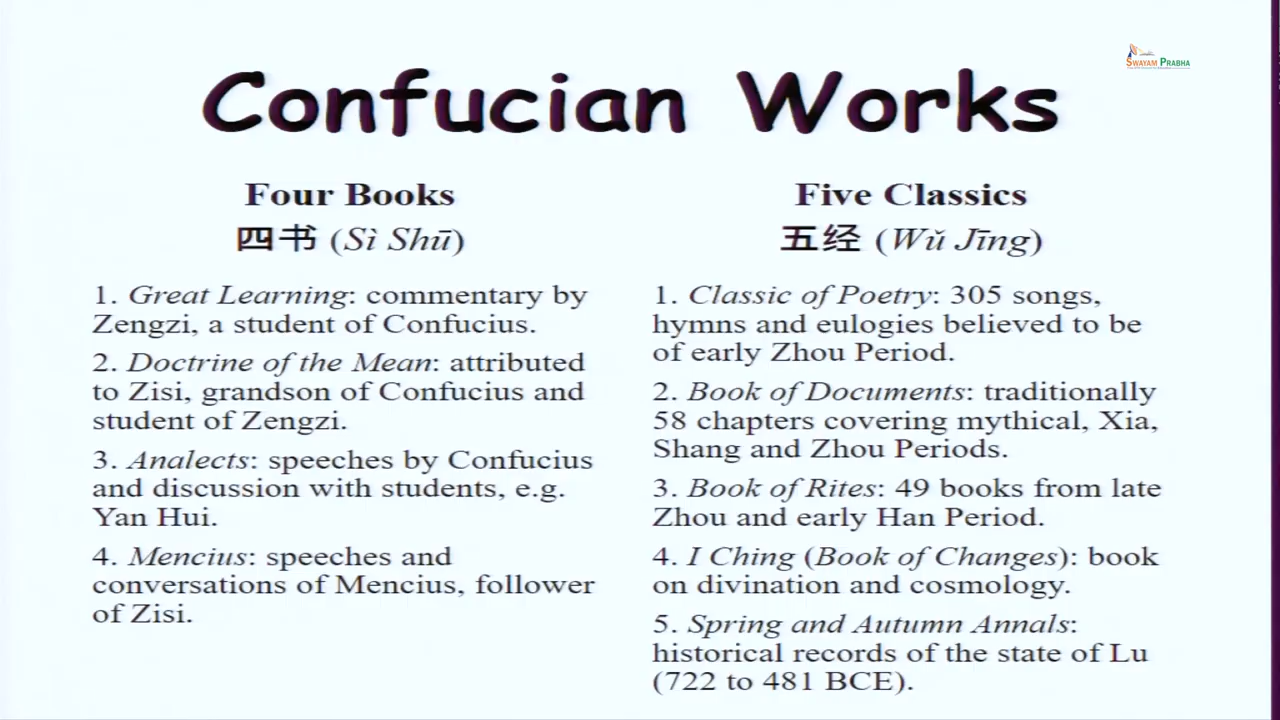 SWAYAM PRABHA
Confucian Works
Four Books
四书 (Sì Shū)
1. Great Learning: commentary by
Zengzi, a student of Confucius.
2. Doctrine of the Mean: attributed
to Zisi, grandson of Confucius and
student of Zengzi.
3. Analects: speeches by Confucius
and discussion with students, e.g.
Yan Hui.
4. Mencius: speeches and
conversations of Mencius, follower
of Zisi.
Five Classics
五经 (Wǔ Jīng)
1. Classic of Poetry: 305 songs,
hymns and eulogies believed to be
of early Zhou Period.
2. Book of Documents: traditionally
58 chapters covering mythical, Xia,
Shang and Zhou Periods.
3. Book of Rites: 49 books from late
Zhou and early Han Period.
4. I Ching (Book of Changes): book
on divination and cosmology.
5. Spring and Autumn Annals:
historical records of the state of Lu
(722 to 481 BCE).